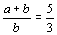 (a + b)/b = 5/3